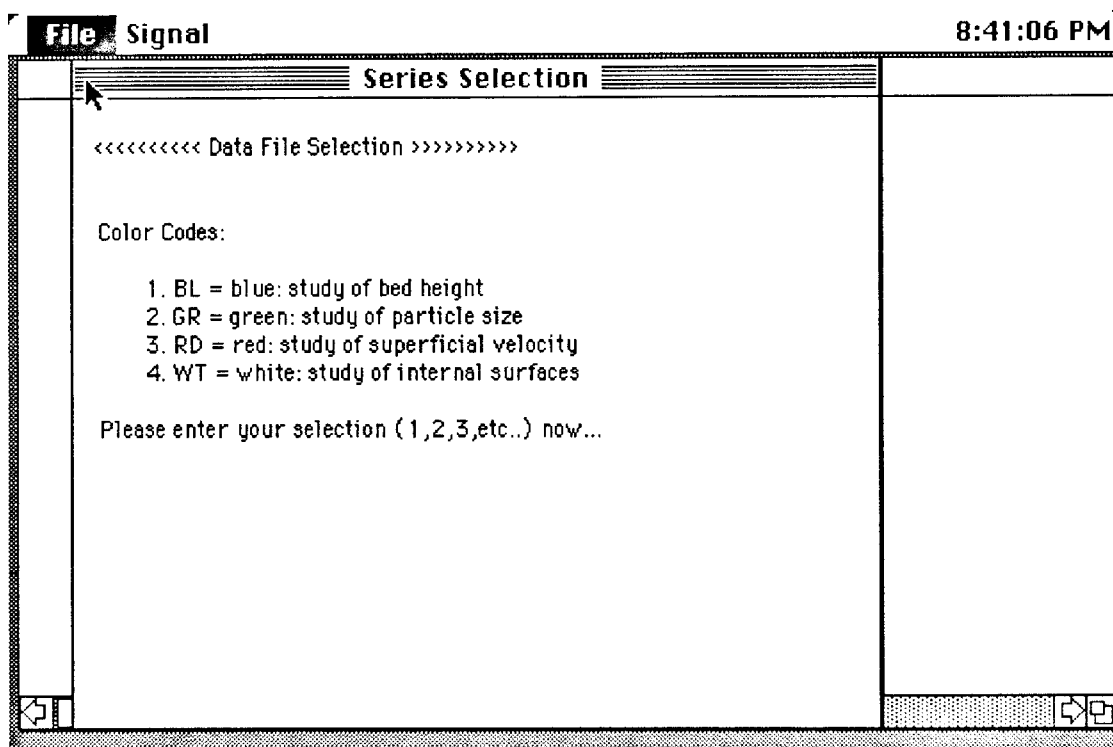 File Signal 8:41:06 PM
Series Selection
<<<<<<<<<< Data File Selection >>>>>>>>>>
Color Codes:
1. BL = blue: study of bed height
2. GR = green: study of particle size
3. RD = red: study of superficial velocity
4. WT = white: study of internal surfaces
Please enter your selection (1,2,3,etc..) now...